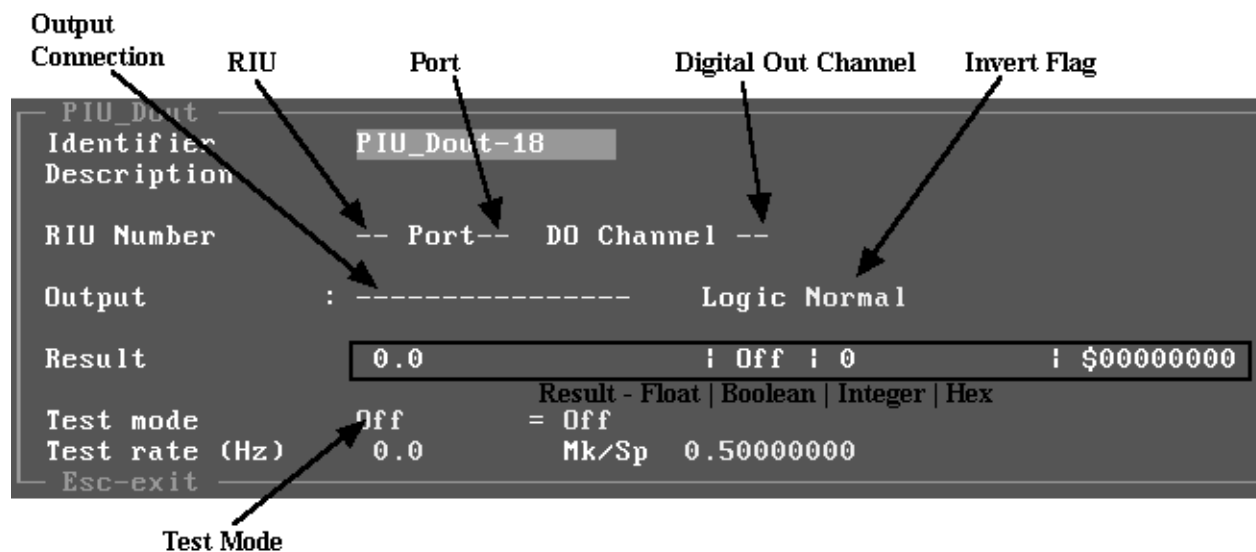 Output
Connection RIU Port Digital Out Channel Invert Flag
PIU_Dout
Identifier PIU_Dout-18
Description
RIU Number -- Port-- DO Channel --
Output : ---------------- Logic Normal
Result 0.0 | Off | 0 | $00000000
Result - Float | Boolean | Integer | Hex
Test mode Off = Off
Test rate (Hz) 0.0 Mk/Sp 0.50000000
Esc-exit
Test Mode